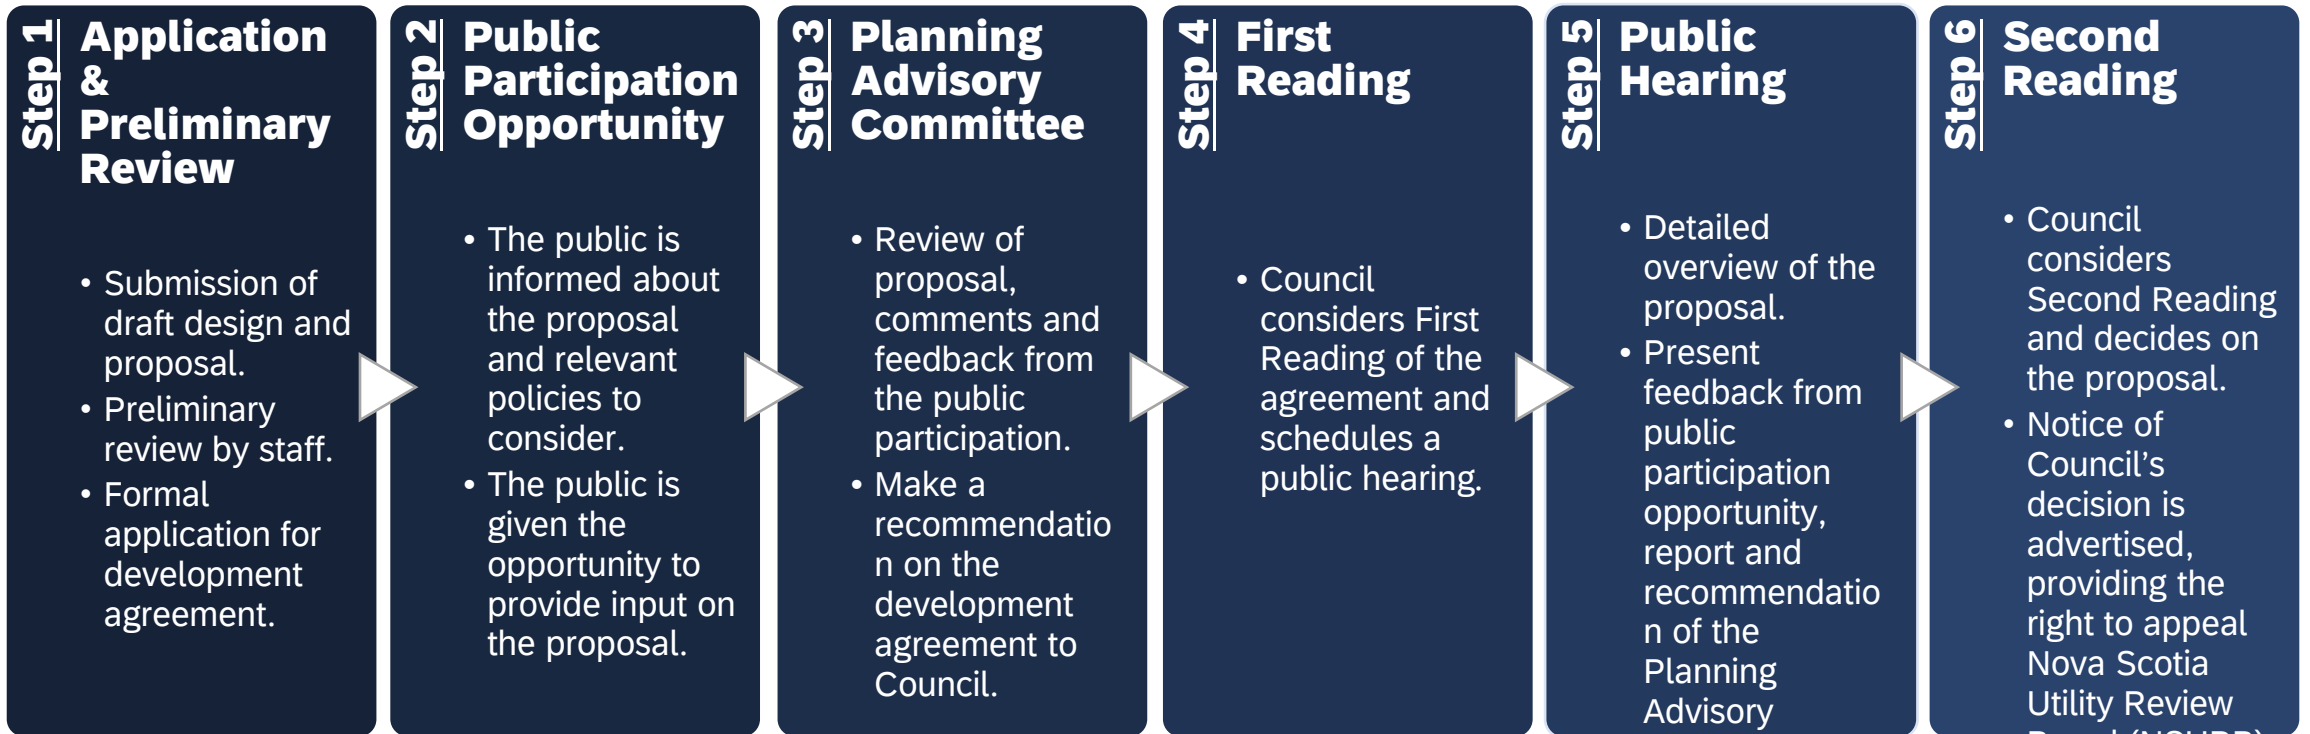 Step 1
Application
&
Preliminary
Review
• Submission of
draft design and
proposal.
• Preliminary
review by staff.
• Formal
application for
development
agreement.
Step 2
Public
Participation
Opportunity
• The public is
informed about
the proposal
and relevant
policies to
consider.
• The public is
given the
opportunity to
provide input on
the proposal.
Step 3
Planning
Advisory
Committee
• Review of
proposal,
comments and
feedback from
the public
participation.
• Make a
recommendatio
n on the
development
agreement to
Council.
Step 4
First
Reading
• Council
considers First
Reading of the
agreement and
schedules a
public hearing.
Step 5
Public
Hearing
• Detailed
overview of the
proposal.
• Present
feedback from
public
participation
opportunity,
report and
recommendatio
n of the
Planning
Advisory
Step 6
Second
Reading
• Council
considers
Second Reading
and decides on
the proposal.
• Notice of
Council’s
decision is
advertised,
providing the
right to appeal
Nova Scotia
Utility Review